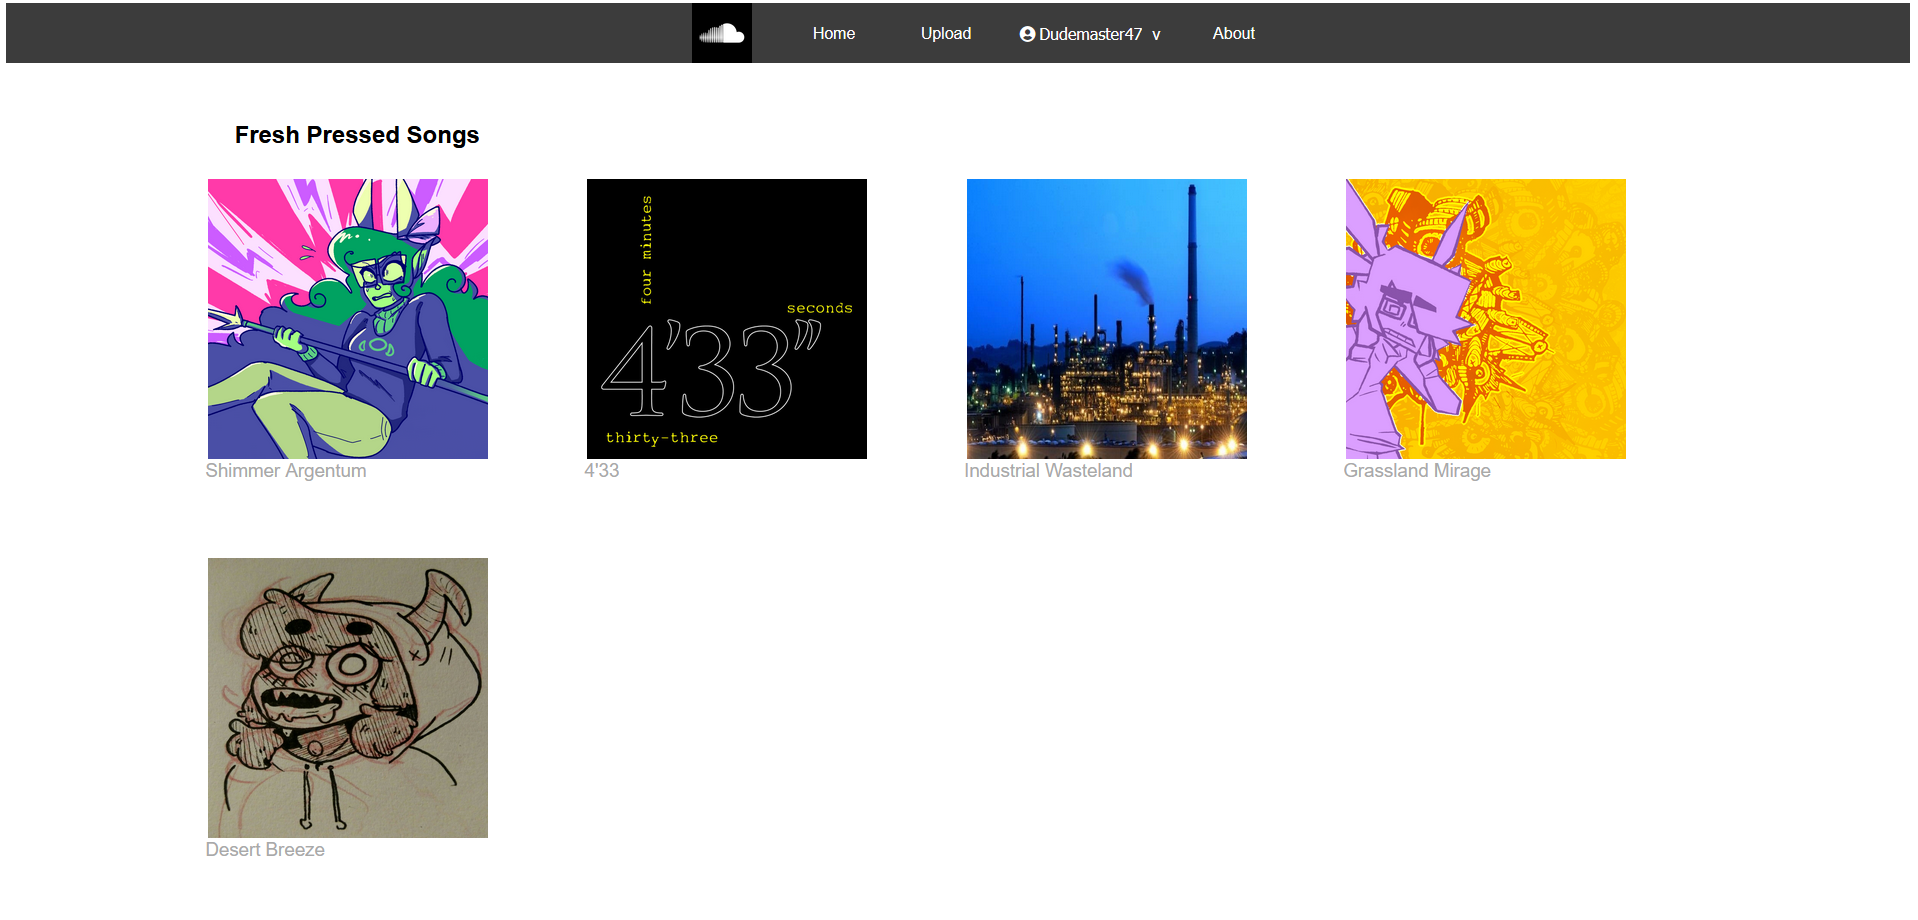 Home
Upload
Dudemaster47 v
About
Fresh Pressed Songs
four minutes
seconds
4'33"
thirty-three
Shimmer Argentum
4'33
Industrial Wasteland
Grassland Mirage
Desert Breeze